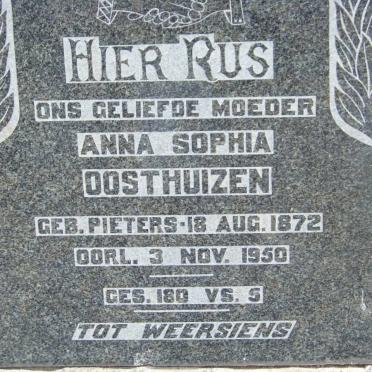 HIER RUS
ONS GELIEFDE MOEDER
ANNA SOPHIA
OOSTHUIZEN
GEB. PIETERS-18 AUG. 1872
OORL. 3 NOV. 1950
GES. 180 VS. 5
TOT WEERSIENS